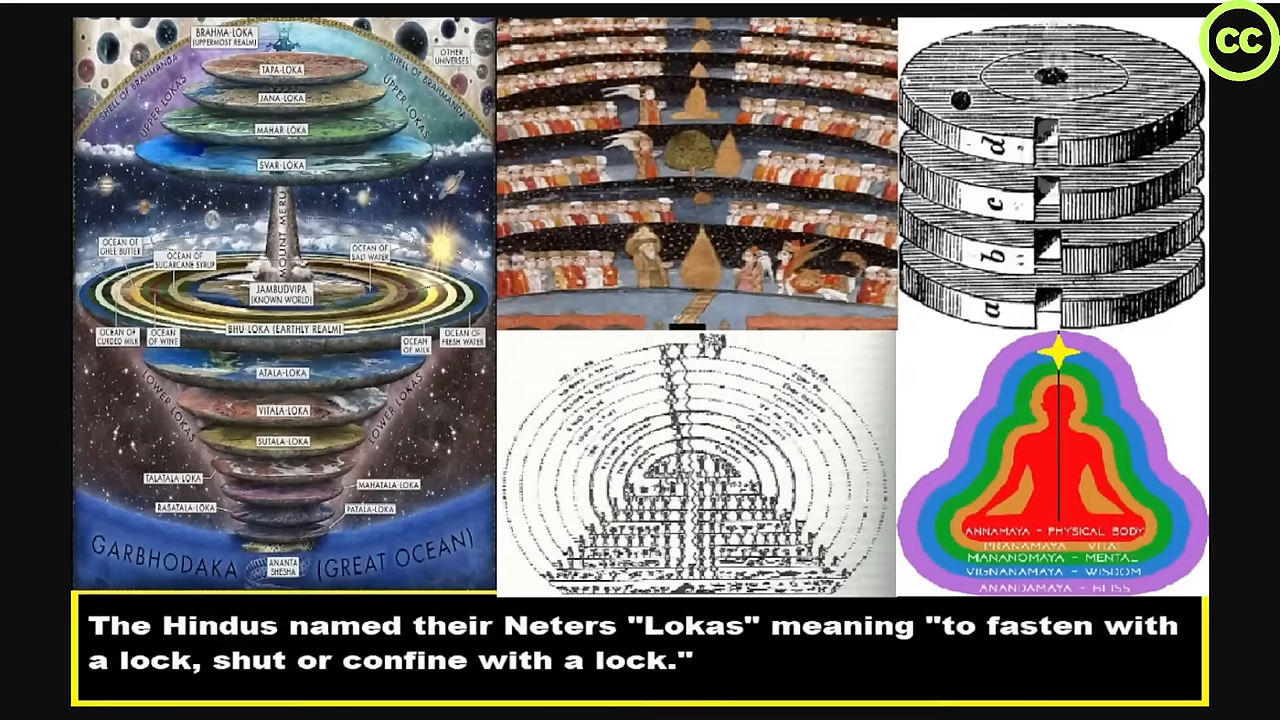 CC
BRAHMA-LOKA
(UPPERMOST REALM)
OTHER
UNIVERSES
SHELL OF BRAHMANDA
SHELL OF BRAHMANDA
UPPER LOKAS
UPPER LOKAS
TAPA-LOKA
JANA-LOKA
MAHAR-LOKA
SVAR-LOKA
MOUNT MERU
OCEAN OF
GHEE BUTTER
OCEAN OF
SUGARCANE SYRUP
OCEAN OF
SALT WATER
JAMBUDVIPA
(KNOWN WORLD)
BHU-LOKA (EARTHLY REALM)
OCEAN OF
CURDED MILK
OCEAN
OF WINE
OCEAN
OF MILK
OCEAN OF
FRESH WATER
ATALA-LOKA
LOWER LOKAS
LOWER LOKAS
VITALA-LOKA
SUTALA-LOKA
TALATALA LOKA
MAHATALA LOKA
RASATALA-LOKA
PATALA-LOKA
GARBHODAKA (GREAT OCEAN)
ANANTA
SHESHA
d
c
b
a
ANNAMAYA - PHYSICAL BODY
PRANAMAYA - VITAL
MANANOMAYA - MENTAL
VIGNANAMAYA - WISDOM
ANANDAMAYA - BLISS
The Hindus named their Neters "Lokas" meaning "to fasten with
a lock, shut or confine with a lock."